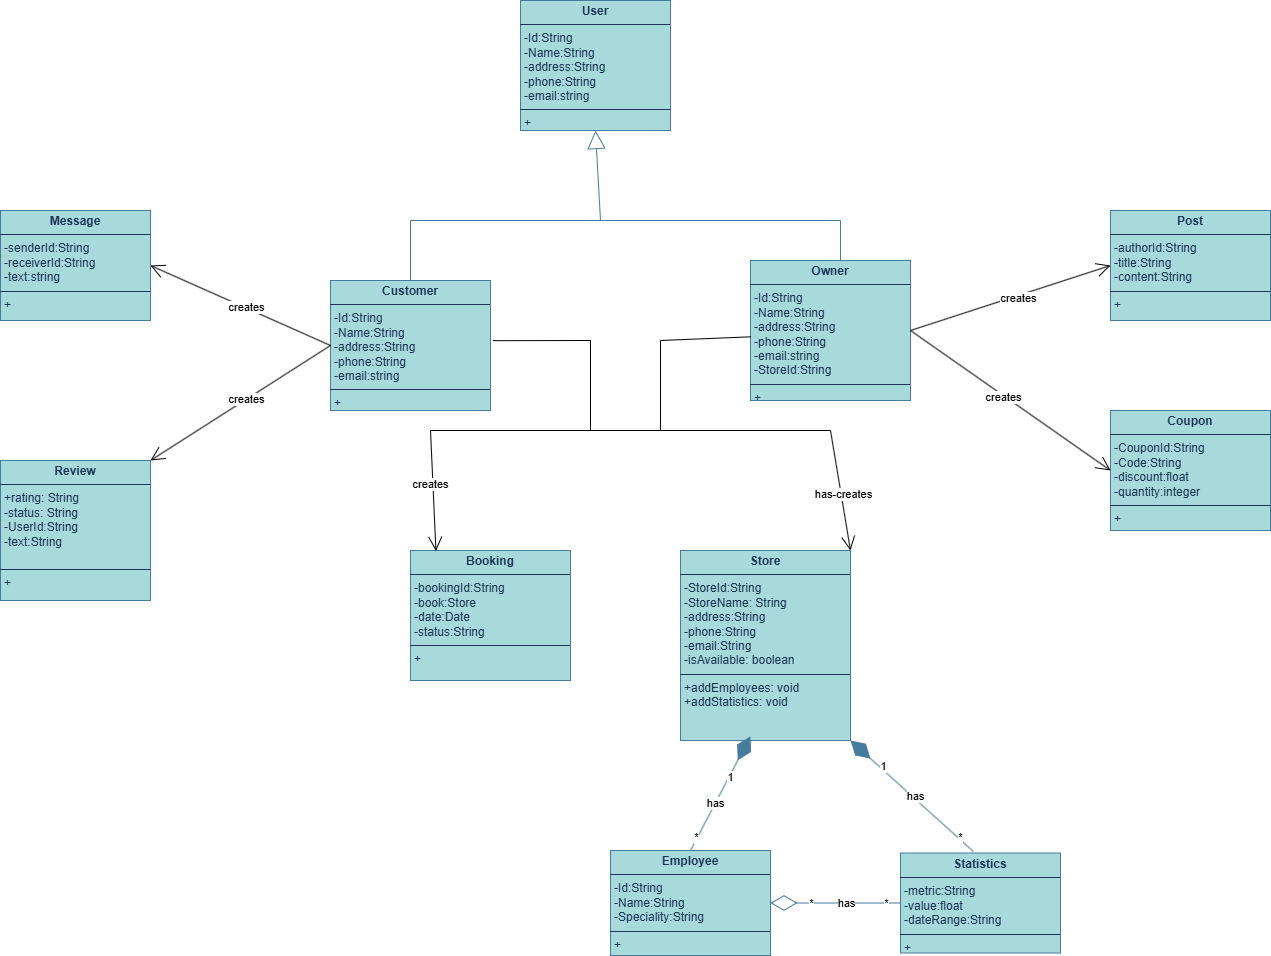 User
-Id:String
-Name:String
-address:String
-phone:String
-email:string
+
Message
-senderId:String
-receiverId:String
-text:string
+
creates
Customer
-Id:String
-Name:String
-address:String
-phone:String
-email:string
+
Owner
-Id:String
-Name:String
-address:String
-phone:String
-email:string
-StoreId:String
+
Post
-authorId:String
-title:String
-content:String
+
creates
creates
creates
Review
+rating: String
-status: String
-UserId:String
-text:String
+
Coupon
-CouponId:String
-Code:String
-discount:float
-quantity:integer
+
creates
has-creates
Booking
-bookingId:String
-book:Store
-date:Date
-status:String
+
Store
-StoreId:String
-StoreName: String
-address:String
-phone:String
-email:String
-isAvailable: boolean
+addEmployees: void
+addStatistics: void
1
has
*
1
has
*
Employee
-Id:String
-Name:String
-Speciality:String
+
* has *
Statistics
-metric:String
-value:float
-dateRange:String
+